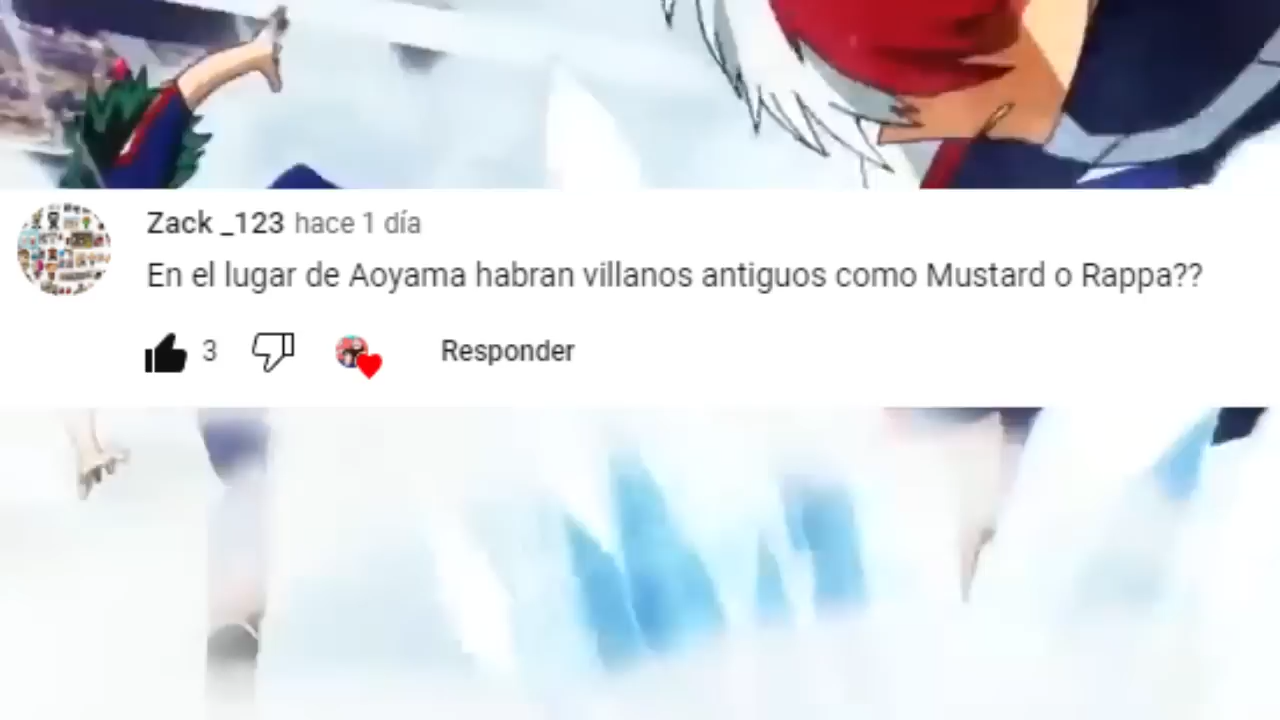 Zack _123 hace 1 día
En el lugar de Aoyama habran villanos antiguos como Mustard o Rappa??
3 Responder